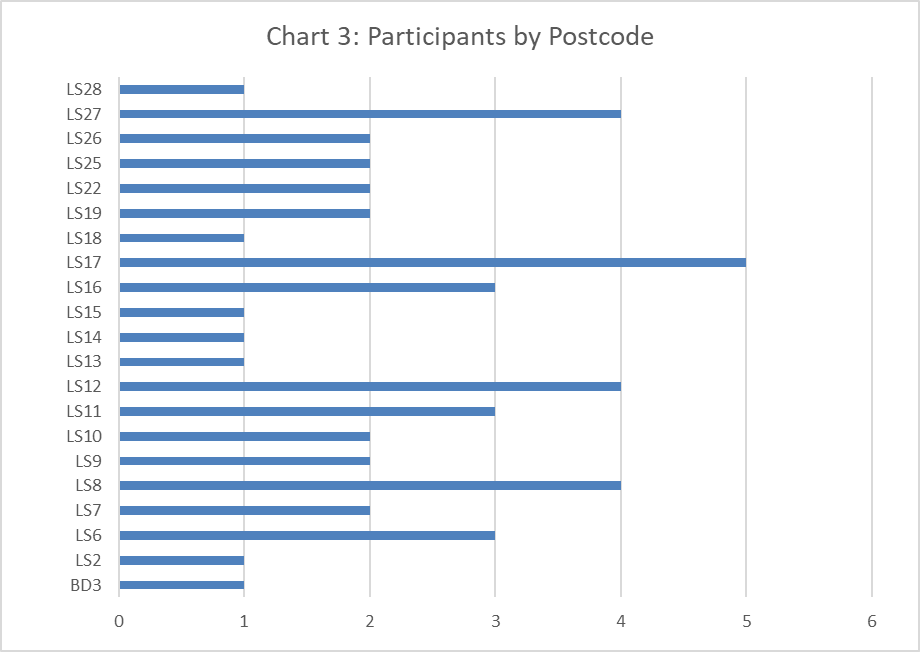 Chart 3: Participants by Postcode
LS28
LS27
LS26
LS25
LS22
LS19
LS18
LS17
LS16
LS15
LS14
LS13
LS12
LS11
LS10
LS9
LS8
LS7
LS6
LS2
BD3
0 1 2 3 4 5 6